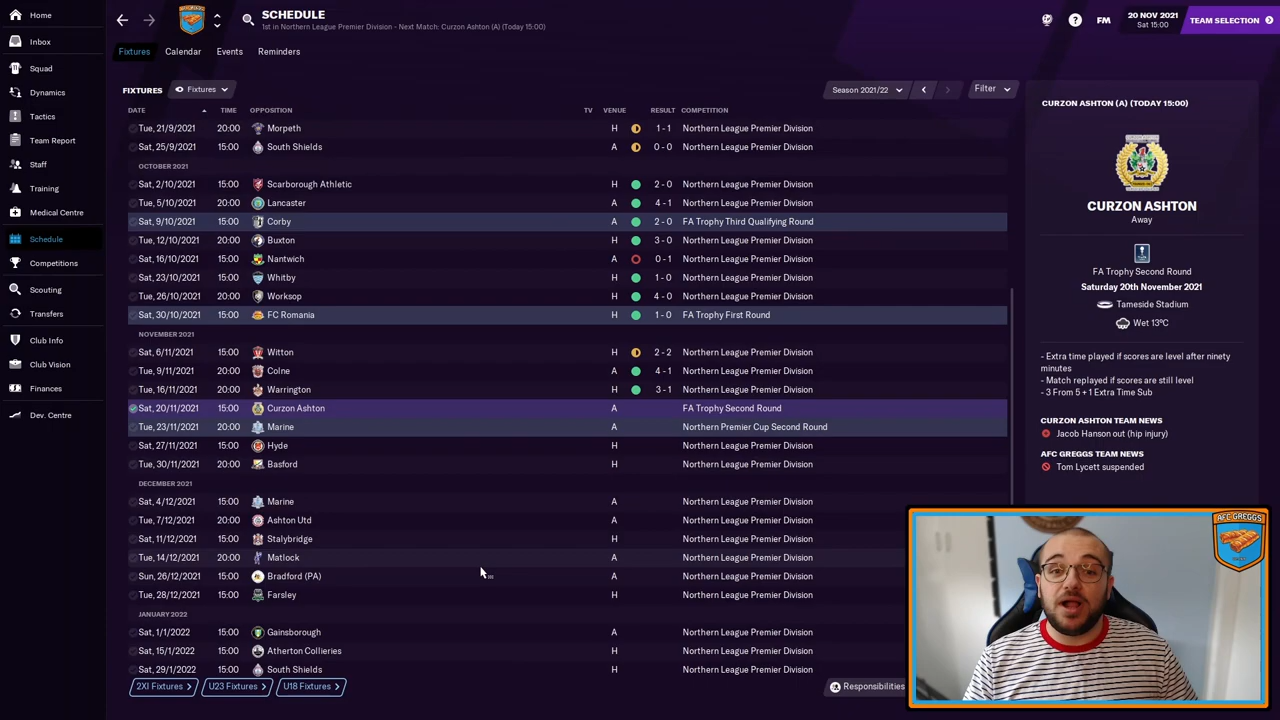 Home
Inbox
Squad
Dynamics
Tactics
Team Report
Staff
Training
Medical Centre
Schedule
Competitions
Scouting
Transfers
Club Info
Club Vision
Finances
Dev. Centre
SCHEDULE
1st in Northern League Premier Division - Next Match: Curzon Ashton (A) (Today 15:00)
FM
20 NOV 2021
Sat 15:00
TEAM SELECTION
Fixtures Calendar Events Reminders
FIXTURES Fixtures Season 2021/22 Filter
DATE TIME OPPOSITION TV VENUE RESULT COMPETITION
Tue, 21/9/2021 20:00 Morpeth H 1 - 1 Northern League Premier Division
Sat, 25/9/2021 15:00 South Shields A 0 - 0 Northern League Premier Division
OCTOBER 2021
Sat, 2/10/2021 15:00 Scarborough Athletic H 2 - 0 Northern League Premier Division
Tue, 5/10/2021 20:00 Lancaster A 4 - 1 Northern League Premier Division
Sat, 9/10/2021 15:00 Corby A 2 - 0 FA Trophy Third Qualifying Round
Tue, 12/10/2021 20:00 Buxton H 3 - 0 Northern League Premier Division
Sat, 16/10/2021 15:00 Nantwich A 0 - 1 Northern League Premier Division
Sat, 23/10/2021 15:00 Whitby H 1 - 0 Northern League Premier Division
Tue, 26/10/2021 20:00 Worksop H 4 - 0 Northern League Premier Division
Sat, 30/10/2021 15:00 FC Romania H 1 - 0 FA Trophy First Round
NOVEMBER 2021
Sat, 6/11/2021 15:00 Witton H 2 - 2 Northern League Premier Division
Tue, 9/11/2021 20:00 Colne A 4 - 1 Northern League Premier Division
Tue, 16/11/2021 20:00 Warrington H 3 - 1 Northern League Premier Division
Sat, 20/11/2021 15:00 Curzon Ashton A FA Trophy Second Round
Tue, 23/11/2021 20:00 Marine A Northern Premier Cup Second Round
Sat, 27/11/2021 15:00 Hyde H Northern League Premier Division
Tue, 30/11/2021 20:00 Basford H Northern League Premier Division
DECEMBER 2021
Sat, 4/12/2021 15:00 Marine A Northern League Premier Division
Tue, 7/12/2021 20:00 Ashton Utd A Northern League Premier Division
Sat, 11/12/2021 15:00 Stalybridge H Northern League Premier Division
Tue, 14/12/2021 20:00 Matlock A Northern League Premier Division
Sun, 26/12/2021 15:00 Bradford (PA) A Northern League Premier Division
Tue, 28/12/2021 15:00 Farsley H Northern League Premier Division
JANUARY 2022
Sat, 1/1/2022 15:00 Gainsborough A Northern League Premier Division
Sat, 15/1/2022 15:00 Atherton Collieries H Northern League Premier Division
Sat, 29/1/2022 15:00 South Shields H Northern League Premier Division
2XI Fixtures U23 Fixtures U18 Fixtures Responsibilities
CURZON ASHTON (A) (TODAY 15:00)
CURZON ASHTON
Away
FA Trophy Second Round
Saturday 20th November 2021
Tameside Stadium
Wet 13°C
- Extra time played if scores are level after ninety
minutes
- Match replayed if scores are still level
- 3 From 5 + 1 Extra Time Sub
CURZON ASHTON TEAM NEWS
Jacob Hanson out (hip injury)
AFC GREGGS TEAM NEWS
Tom Lycett suspended
AFC GREGGS